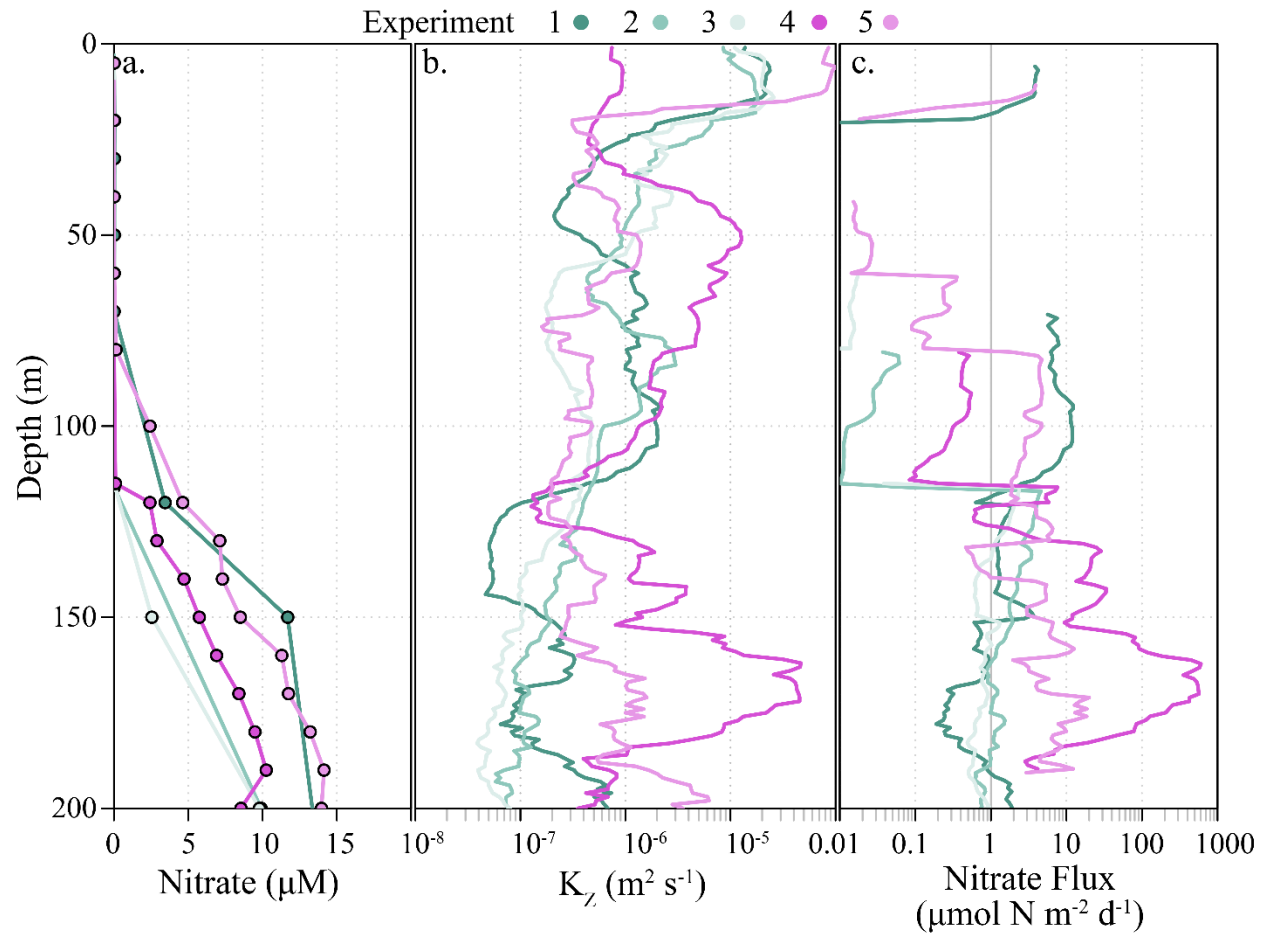 Experiment 1 2 3 4 5
a. b. c.
0
50
100
150
200
Depth (m)
0 5 10 15
10-8 10-7 10-6 10-5 0.0
0.1 1 10 100 1000
Nitrate (μM)
KZ (m2 s-1)
Nitrate Flux
(μmol N m-2 d-1)